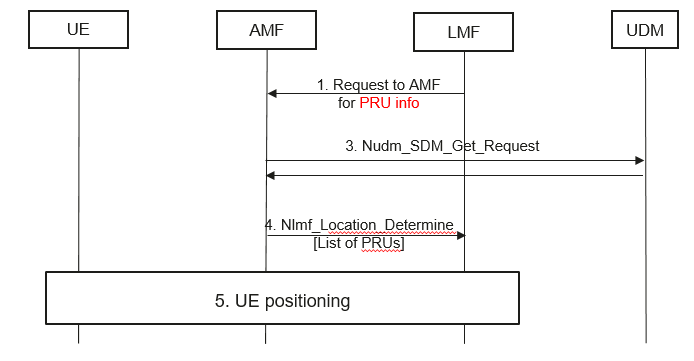 UE
AMF
LMF
UDM
1. Request to AMF
for PRU info
3. Nudm_SDM_Get_Request
4. Nlmf_Location_Determine
[List of PRUs]
5. UE positioning